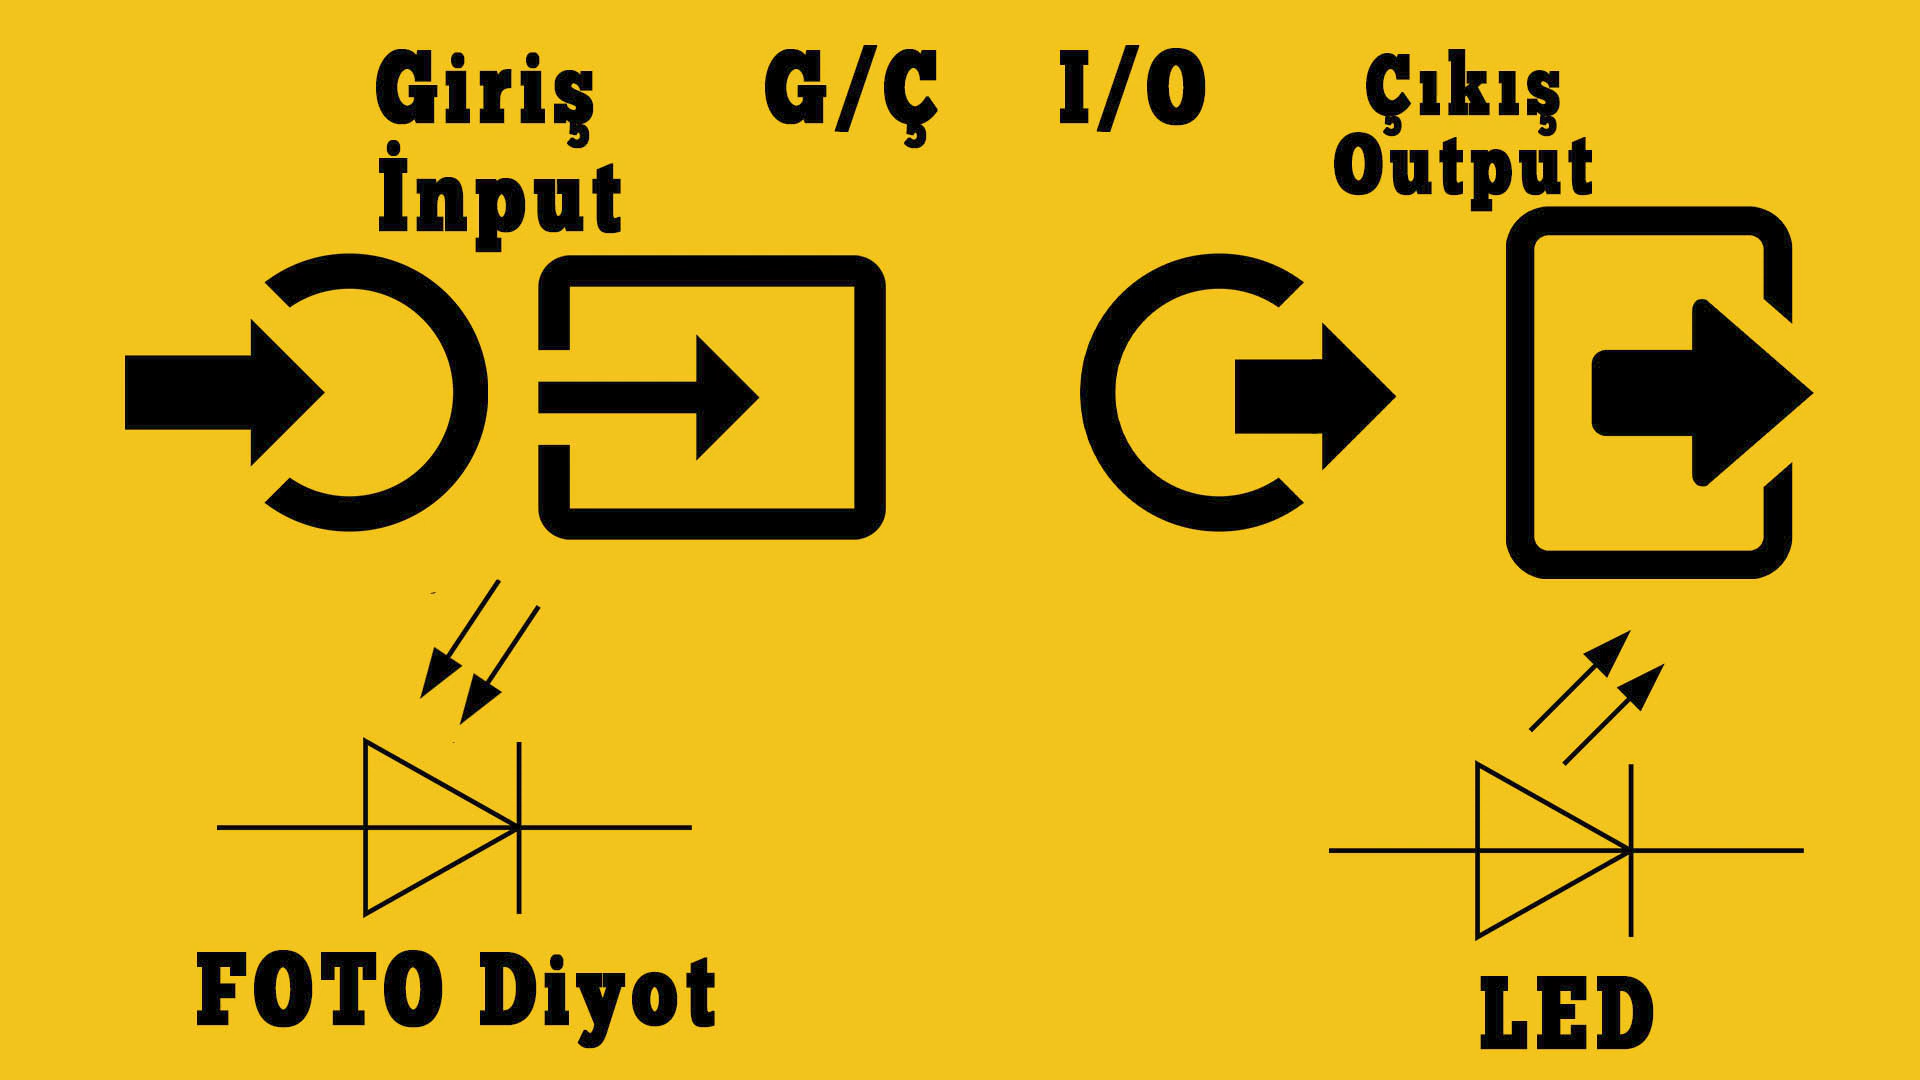 Giriş
İnput
G/Ç
I/O
Çıkış
Output
FOTO Diyot
LED